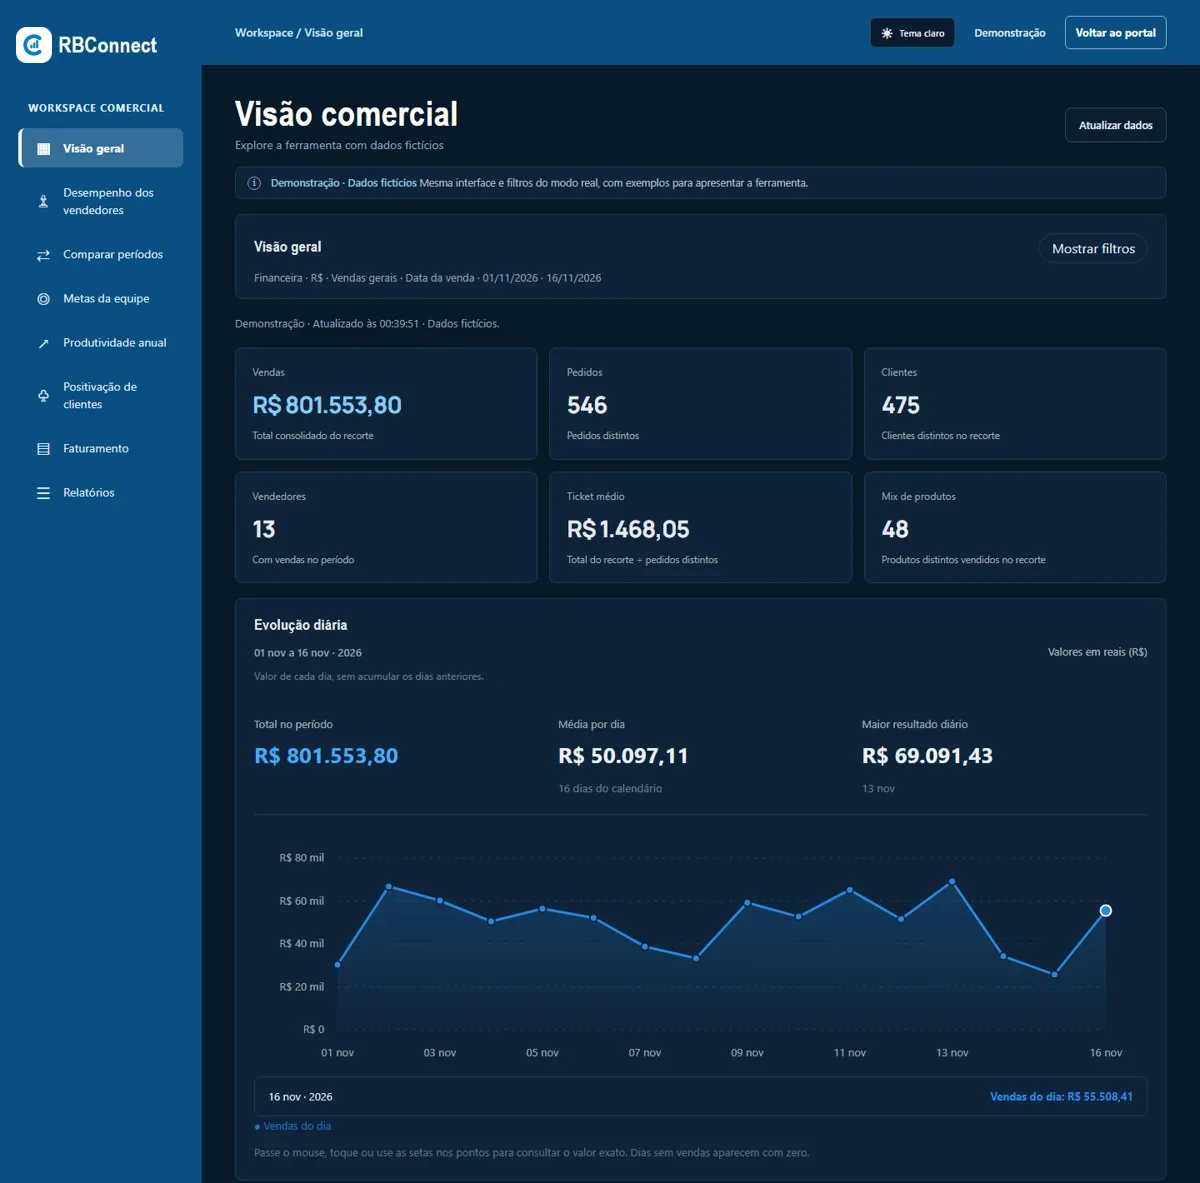 RBConnect
WORKSPACE COMERCIAL
Visão geral
Desempenho dos
vendedores
Comparar períodos
Metas da equipe
Produtividade anual
Positivação de
clientes
Faturamento
Relatórios
Workspace / Visão geral
Tema claro
Demonstração
Voltar ao portal
Visão comercial
Explore a ferramenta com dados fictícios
Atualizar dados
Demonstração · Dados fictícios Mesma interface e filtros do modo real, com exemplos para apresentar a ferramenta.
Visão geral
Mostrar filtros
Financeira · R$ · Vendas gerais · Data da venda · 01/11/2026 · 16/11/2026
Demonstração · Atualizado às 00:39:51 · Dados fictícios.
Vendas
R$ 801.553,80
Total consolidado do recorte
Pedidos
546
Pedidos distintos
Clientes
475
Clientes distintos no recorte
Vendedores
13
Com vendas no período
Ticket médio
R$ 1.468,05
Total do recorte ÷ pedidos distintos
Mix de produtos
48
Produtos distintos vendidos no recorte
Evolução diária
01 nov a 16 nov · 2026
Valores em reais (R$)
Valor de cada dia, sem acumular os dias anteriores.
Total no período
R$ 801.553,80
Média por dia
R$ 50.097,11
16 dias do calendário
Maior resultado diário
R$ 69.091,43
13 nov
R$ 80 mil
R$ 60 mil
R$ 40 mil
R$ 20 mil
R$ 0
01 nov 03 nov 05 nov 07 nov 09 nov 11 nov 13 nov 16 nov
16 nov · 2026
Vendas do dia: R$ 55.508,41
Vendas do dia
Passe o mouse, toque ou use as setas nos pontos para consultar o valor exato. Dias sem vendas aparecem com zero.